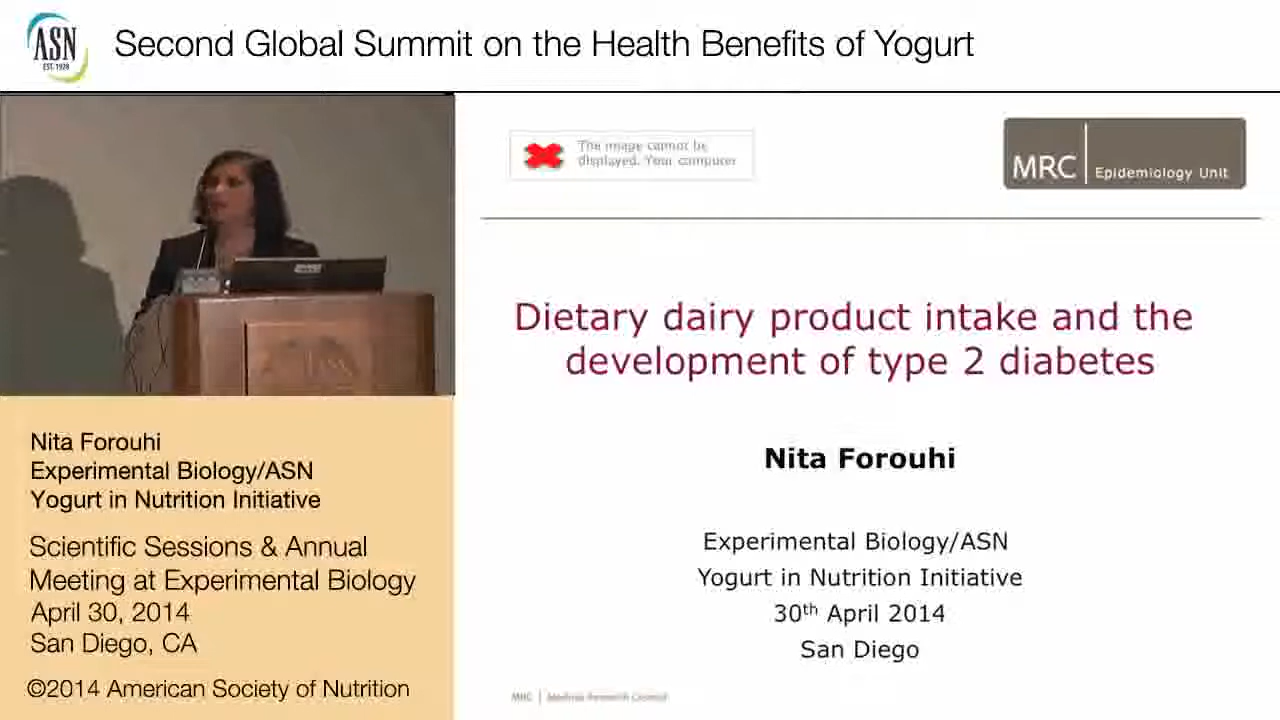 ASN
EST. 1928
Second Global Summit on the Health Benefits of Yogurt
The image cannot be
displayed. Your computer
MRC Epidemiology Unit
Dietary dairy product intake and the
development of type 2 diabetes
Nita Forouhi
Experimental Biology/ASN
Yogurt in Nutrition Initiative
30th April 2014
San Diego
MRC | Medical Research Council
Nita Forouhi
Experimental Biology/ASN
Yogurt in Nutrition Initiative
Scientific Sessions & Annual
Meeting at Experimental Biology
April 30, 2014
San Diego, CA
©2014 American Society of Nutrition